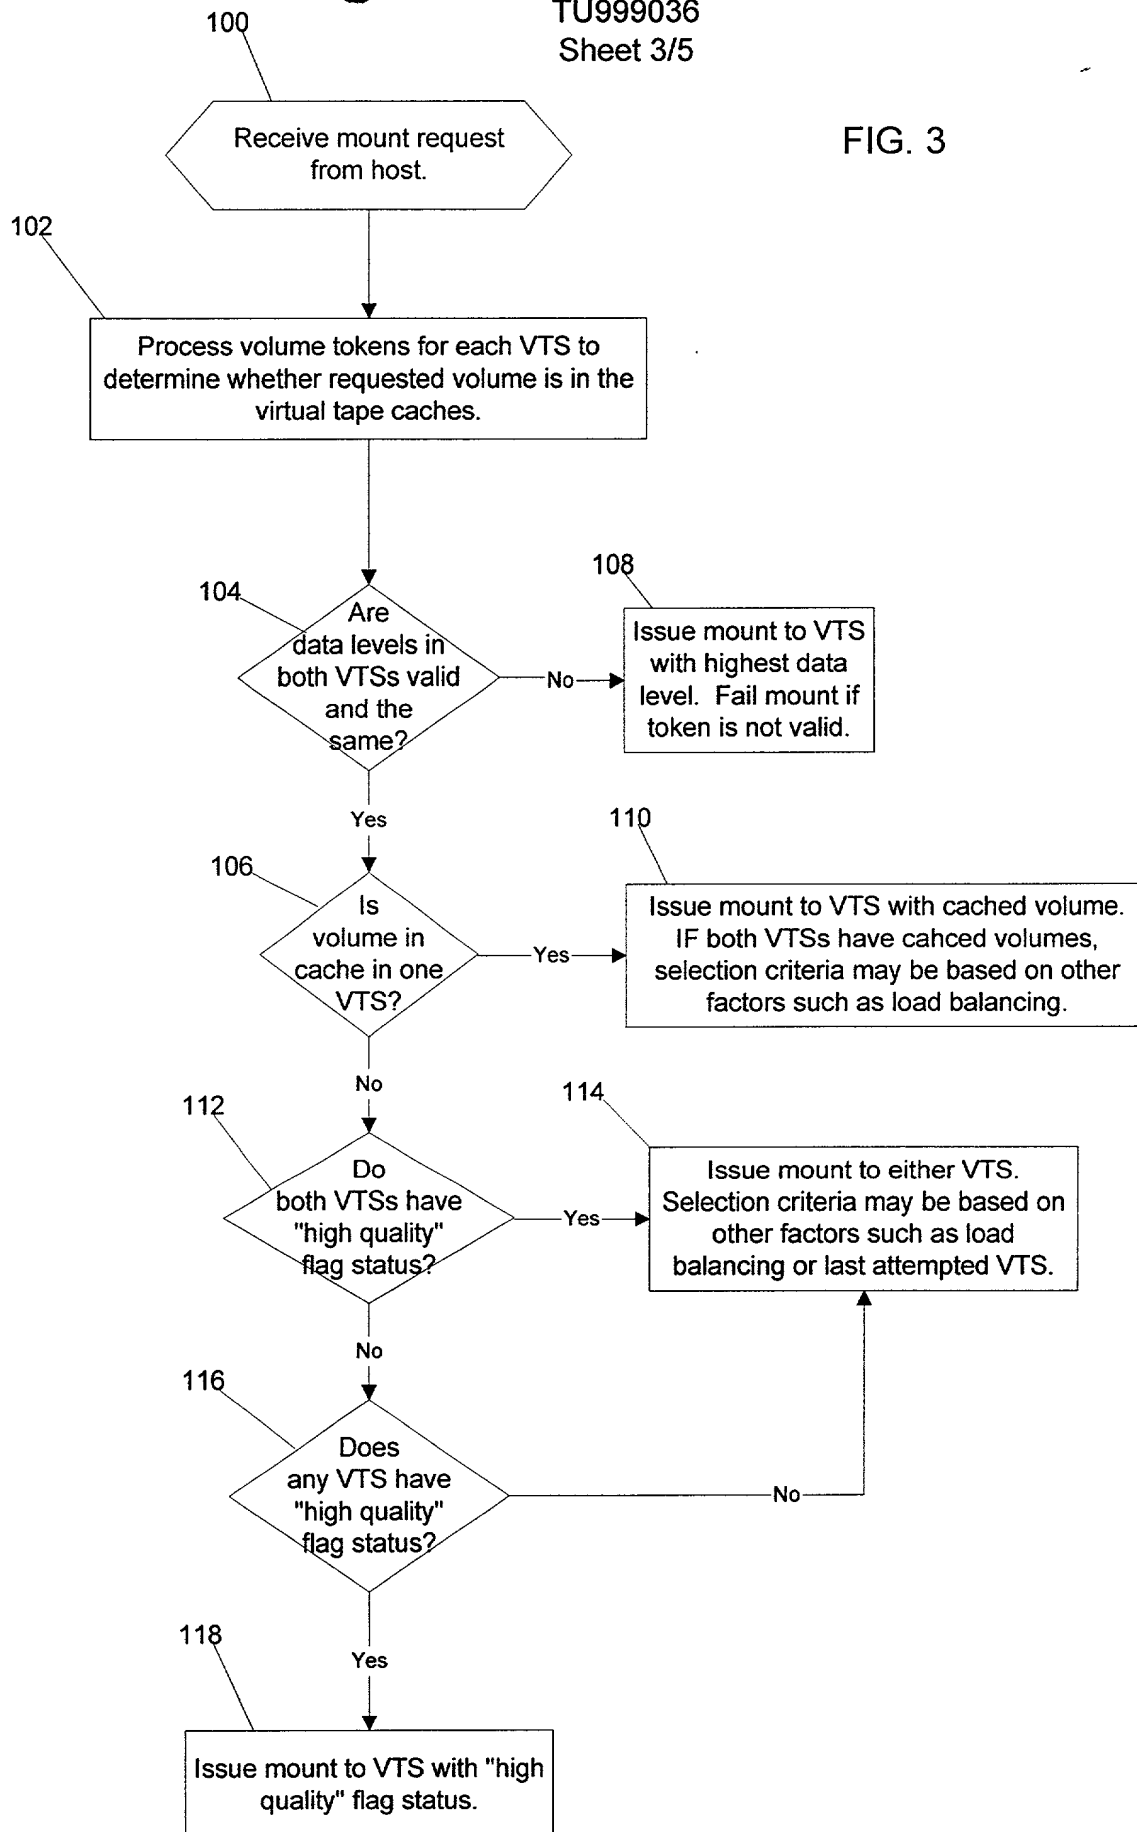 TU999036
Sheet 3/5
FIG. 3
100
Receive mount request
from host.
102
Process volume tokens for each VTS to
determine whether requested volume is in the
virtual tape caches.
104
Are
data levels in
both VTSs valid
and the
same?
No
108
Issue mount to VTS
with highest data
level. Fail mount if
token is not valid.
Yes
106
Is
volume in
cache in one
VTS?
Yes
110
Issue mount to VTS with cached volume.
IF both VTSs have cahced volumes,
selection criteria may be based on other
factors such as load balancing.
No
112
Do
both VTSs have
"high quality"
flag status?
Yes
114
Issue mount to either VTS.
Selection criteria may be based on
other factors such as load
balancing or last attempted VTS.
No
116
Does
any VTS have
"high quality"
flag status?
No
Yes
118
Issue mount to VTS with "high
quality" flag status.